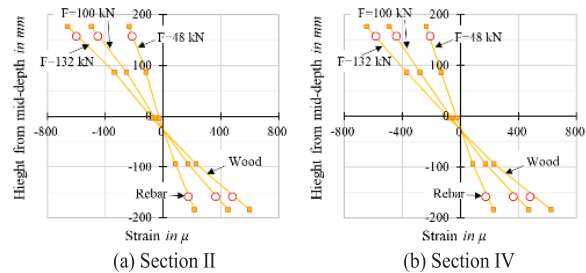 F=100 kN
F=48 kN
F=132 kN
Hieght from mid-depth in mm
200
100
0
-100
-200
-800
-400
0
400
800
Wood
Rebar
Strain in μ
(a) Section II
F=100 kN
F=48 kN
F=132 kN
Hieght from mid-depth in mm
200
100
0
-100
-200
-800
-400
0
400
800
Wood
Rebar
Strain in μ
(b) Section IV